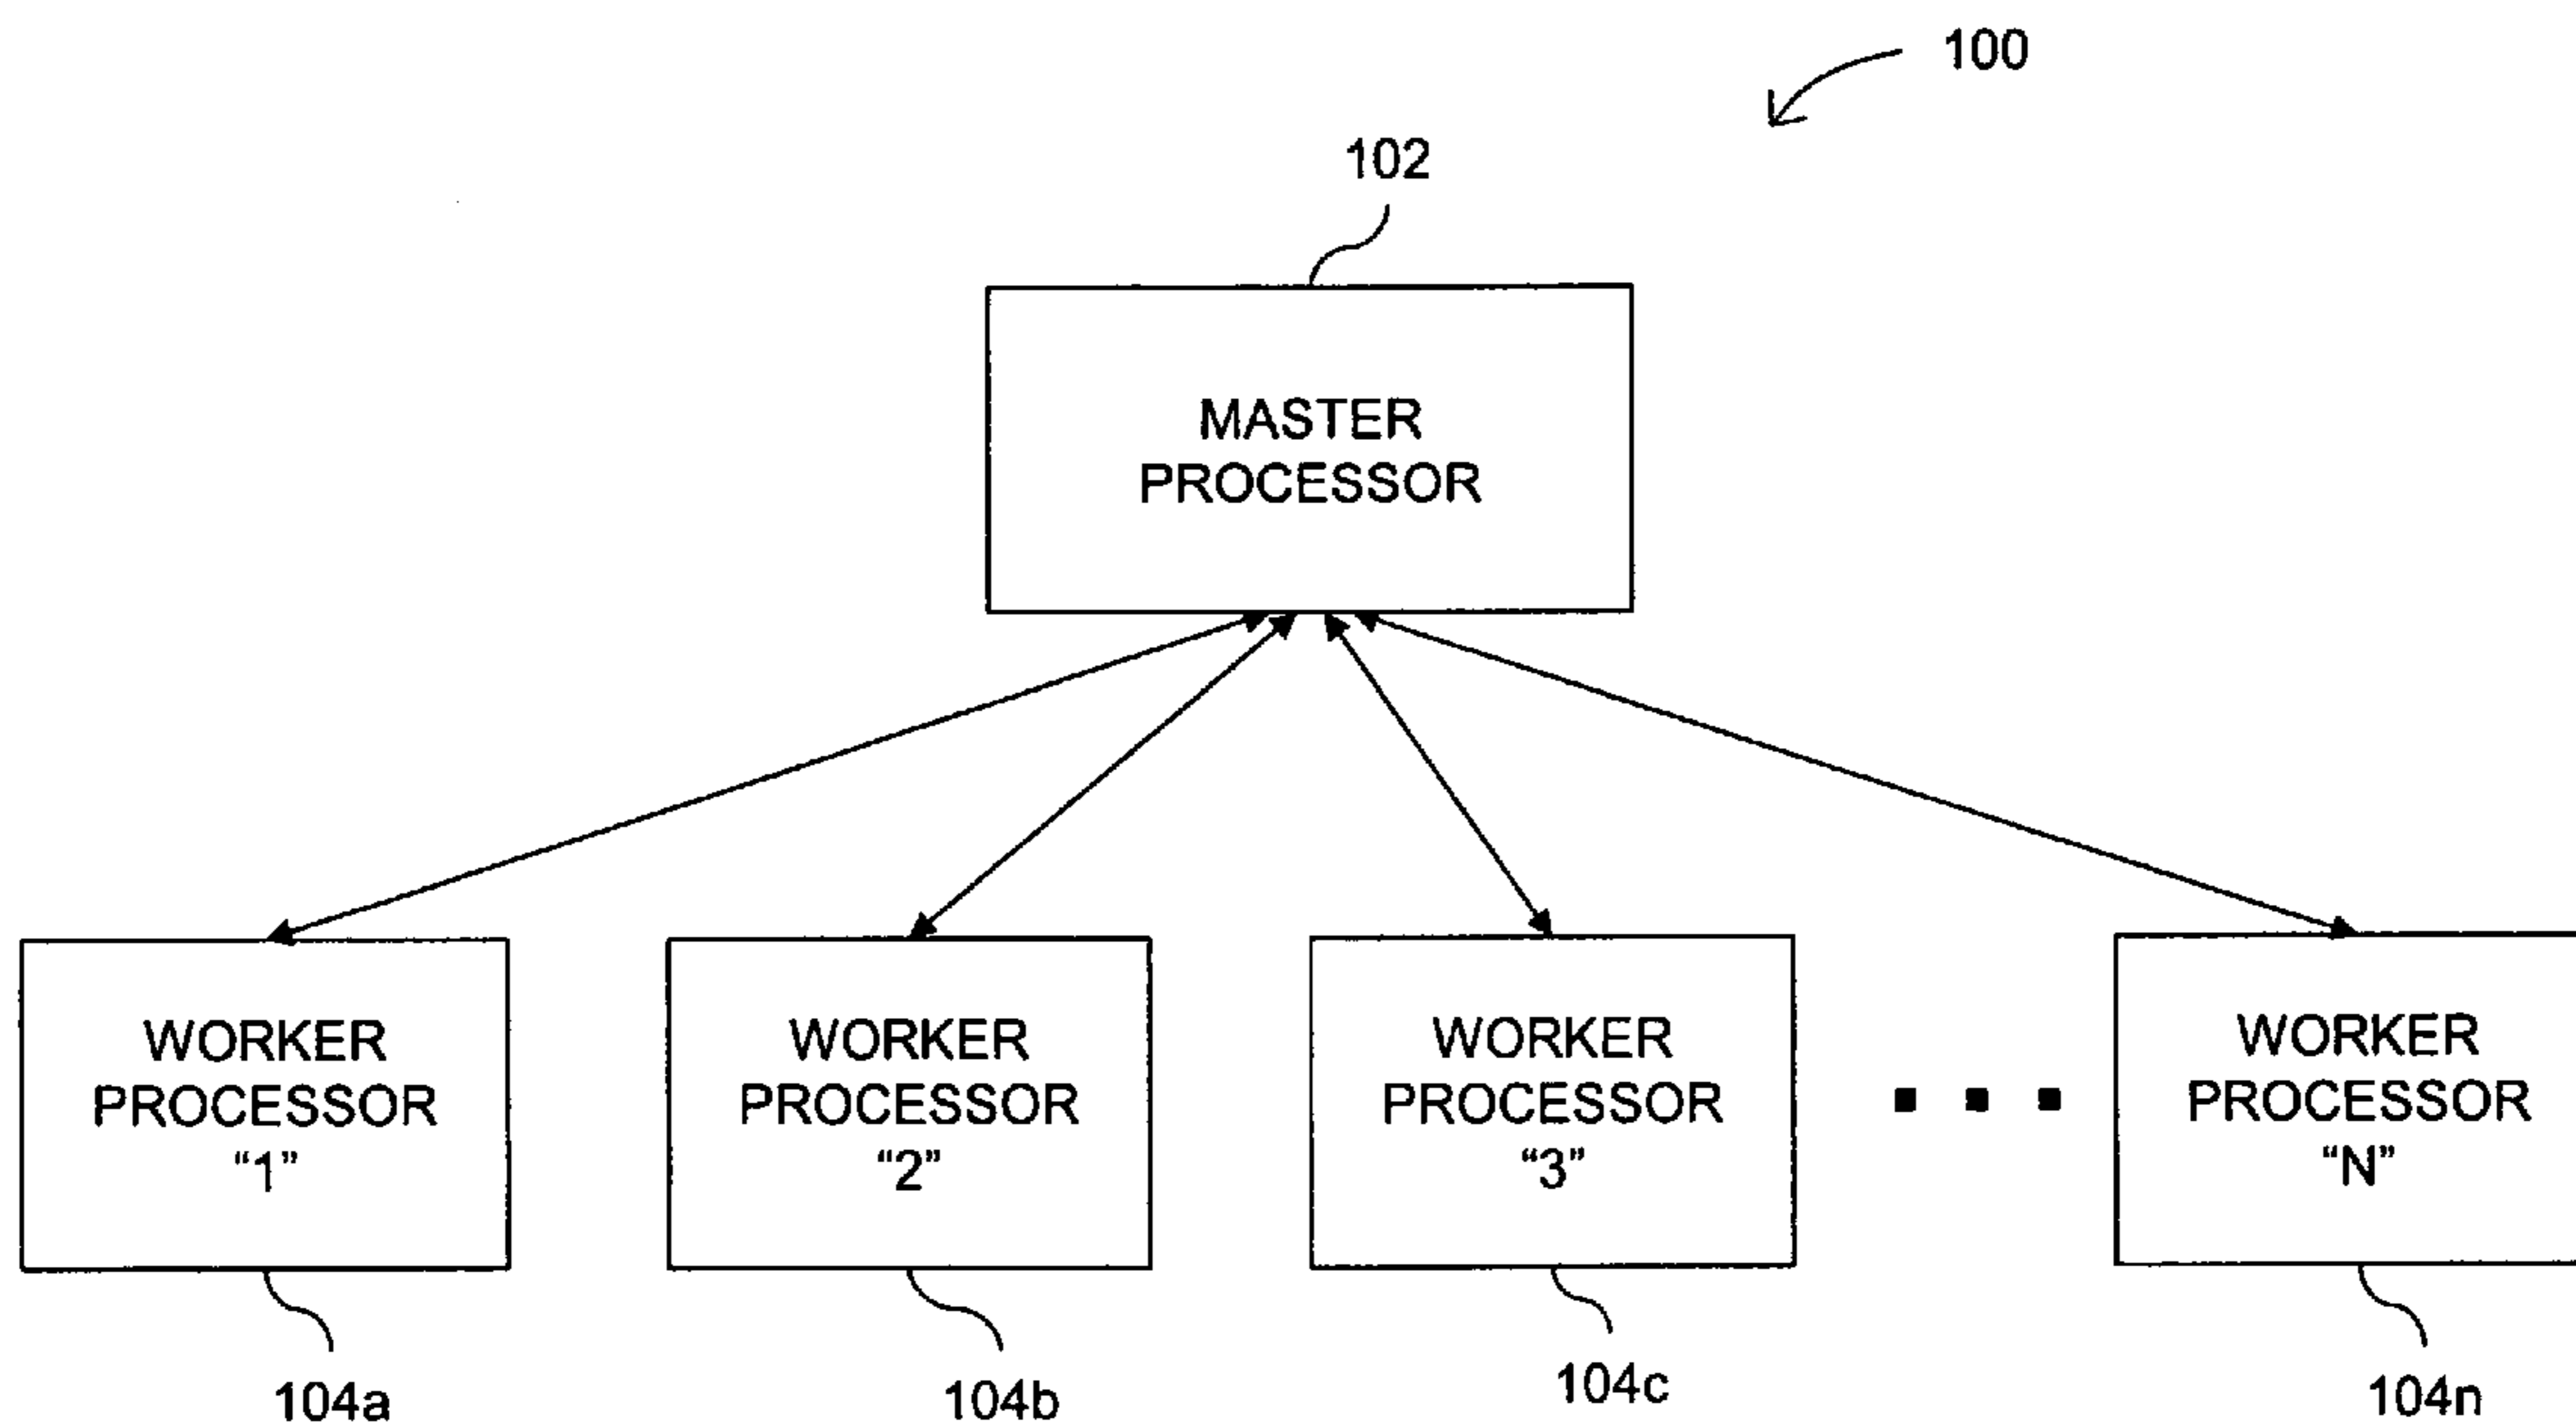 100
102
MASTER
PROCESSOR
WORKER
PROCESSOR
“1”
WORKER
PROCESSOR
“2”
WORKER
PROCESSOR
“3”
WORKER
PROCESSOR
“N”
104a
104b
104c
104n